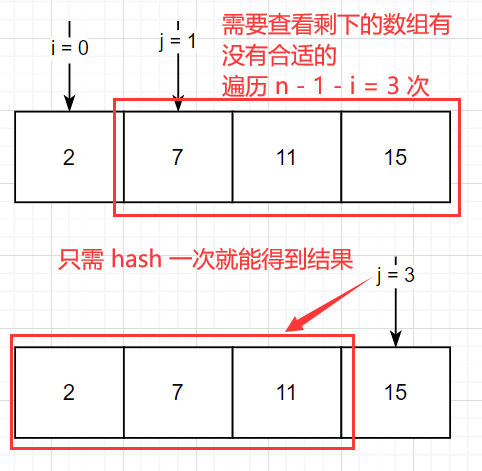 需要查看剩下的数组有
没有合适的
遍历 n - 1 - i = 3 次
i = 0
j = 1
2 7 11 15
只需 hash 一次就能得到结果
j = 3
2 7 11 15